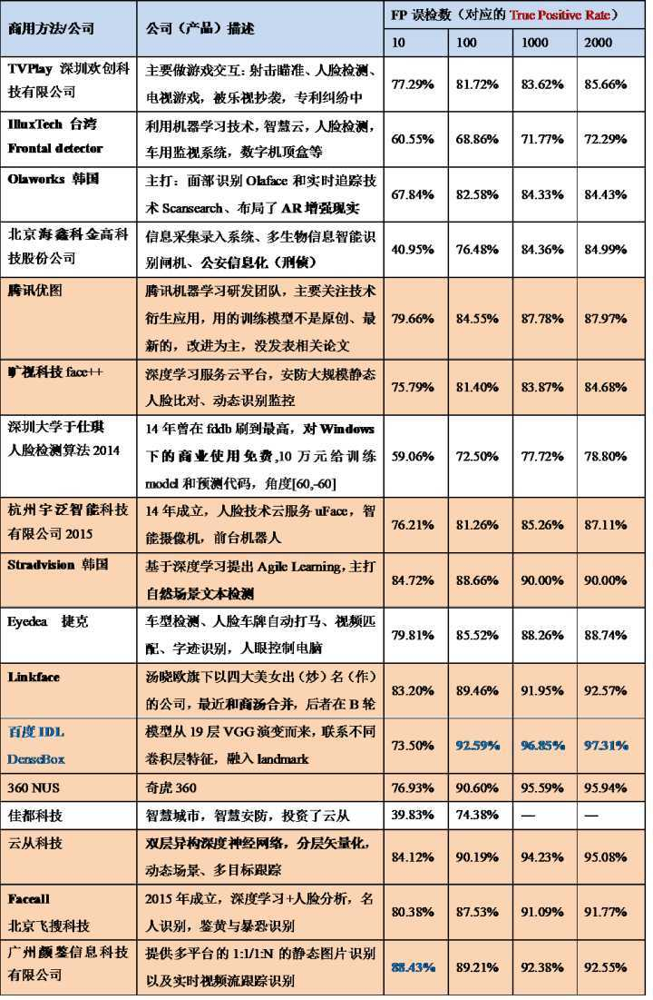 商用方法/公司 公司（产品）描述 FP 误检数（对应的 True Positive Rate）
10 100 1000 2000
TVPlay 深圳欢创科 主要做游戏交互：射击瞄准、人脸检测、 77.29% 81.72% 83.62% 85.66%
技有限公司 电视游戏，被乐视抄袭，专利纠纷中
IlluxTech 台湾 利用机器学习技术，智慧云，人脸检测， 60.55% 68.86% 71.77% 72.29%
Frontal detector 车用监视系统，数字机顶盒等
Olaworks 韩国 主打：面部识别 Olaface 和实时追踪技 67.84% 82.58% 84.33% 84.43%
术 Scansearch、布局了 AR 增强现实
北京海鑫科金高科 信息采集录入系统、多生物信息智能识 40.95% 76.48% 84.36% 84.99%
技股份公司 别闸机、公安信息化（刑侦）
腾讯优图 腾讯机器学习研发团队，主要关注技术
衍生应用，用的训练模型不是原创、最 79.66% 84.55% 87.78% 87.97%
新的，改进为主，没发表相关论文
旷视科技 face++ 深度学习服务云平台，安防大规模静态 75.79% 81.40% 83.87% 84.68%
人脸比对、动态识别监控
深圳大学于仕琪 14 年曾在 fddb 刷到最高，对 Windows
人脸检测算法 2014 下的商业使用免费,10 万元给训练 59.06% 72.50% 77.72% 78.80%
model 和预测代码，角度[60,-60]
杭州宇泛智能科技 14 年成立，人脸技术云服务 uFace，智 76.21% 81.26% 85.26% 87.11%
有限公司 2015 能摄像机，前台机器人
Stradvision 韩国 基于深度学习提出 Agile Learning，主打 84.72% 88.66% 90.00% 90.00%
自然场景文本检测
Eyedea 捷克 车型检测、人脸车牌自动打马、视频匹 79.81% 85.52% 88.26% 88.74%
配、字迹识别，人眼控制电脑
Linkface 汤晓欧旗下以四大美女出（炒）名（作） 83.20% 89.46% 91.95% 92.57%
的公司，最近和商汤合并，后者在 B 轮
百度 IDL 模型从 19 层 VGG 演变而来，联系不同 73.50% 92.59% 96.85% 97.31%
DenseBox 卷积层特征，融入 landmark
360 NUS 奇虎 360 76.93% 90.60% 95.59% 95.94%
佳都科技 智慧城市，智慧安防，投资了云从 39.83% 74.38% — —
云从科技 双层异构深度神经网络，分层矢量化， 84.12% 90.19% 94.23% 95.08%
动态场景、多目标跟踪
Faceall 2015 年成立，深度学习+人脸分析，名 80.38% 87.53% 91.09% 91.77%
北京飞搜科技 人识别，鉴黄与暴恐识别
广州颜鉴信息科技 提供多平台的 1:1/1:N 的静态图片识别 88.43% 89.21% 92.38% 92.55%
有限公司 以及实时视频流跟踪识别